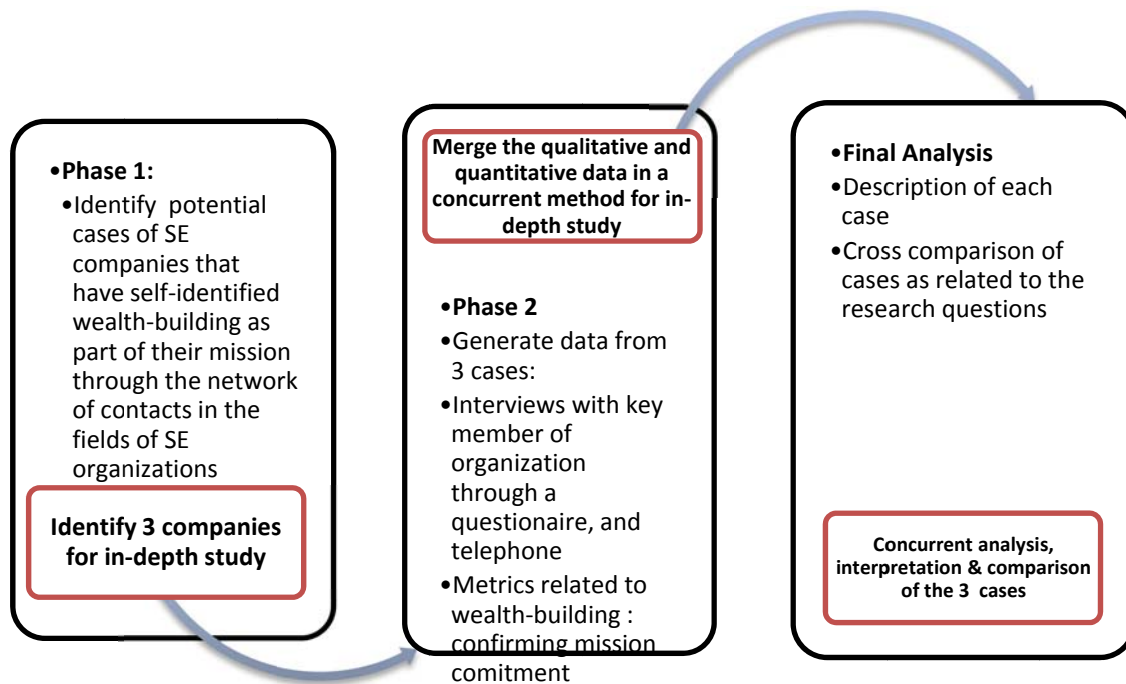 •Phase 1:
•Identify potential
cases of SE
companies that
have self-identified
wealth-building as
part of their mission
through the network
of contacts in the
fields of SE
organizations
Identify 3 companies
for in-depth study
Merge the qualitative and
quantitative data in a
concurrent method for in-
depth study
•Phase 2
•Generate data from
3 cases:
•Interviews with key
member of
organization
through a
questionaire, and
telephone
•Metrics related to
wealth-building :
confirming mission
comitment
•Final Analysis
•Description of each
case
•Cross comparison of
cases as related to the
research questions
Concurrent analysis,
interpretation & comparison
of the 3 cases